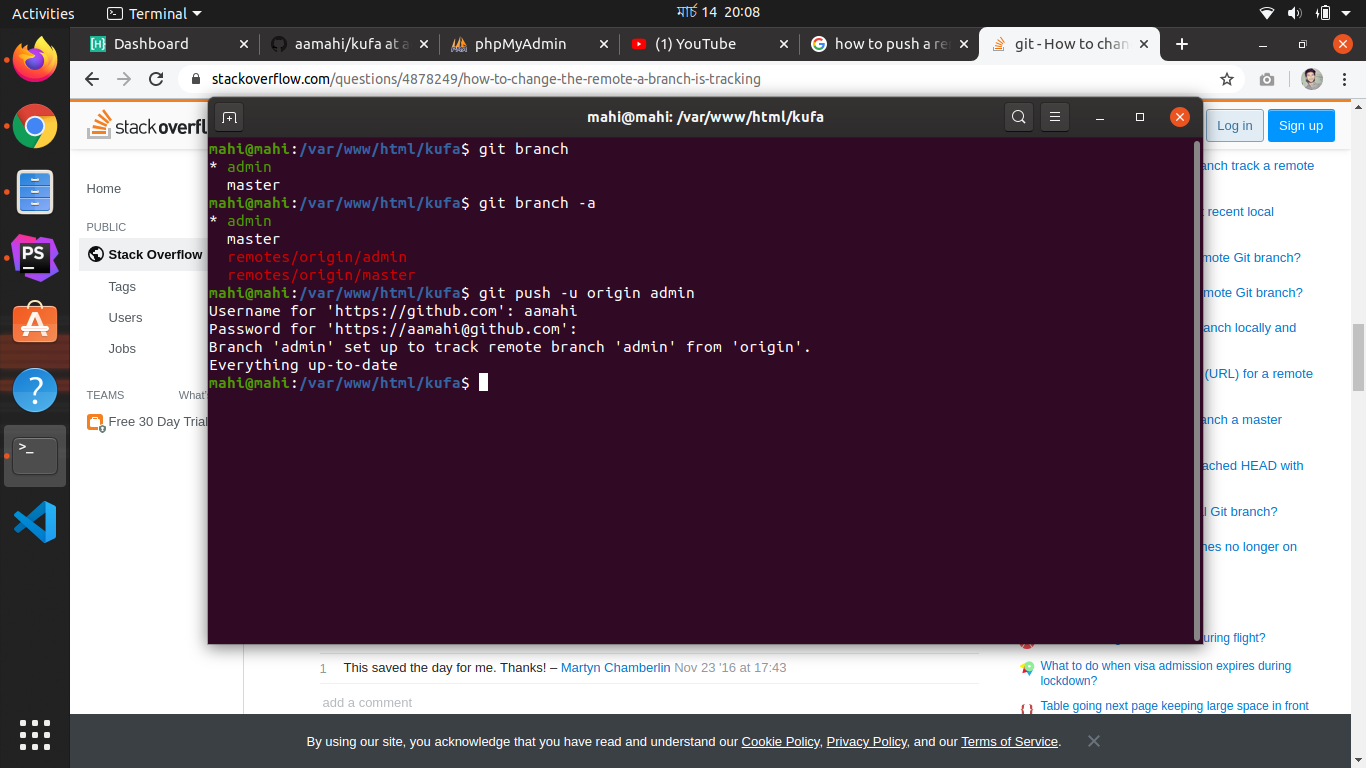 Activities
Terminal
মার্চ 14 20:08
Dashboard
aamahi/kufa at a
phpMyAdmin
(1) YouTube
how to push a re
git - How to chan
stackoverflow.com/questions/4878249/how-to-change-the-remote-a-branch-is-tracking
stackoverfl
Log in
Sign up
mahi@mahi: /var/www/html/kufa
mahi@mahi:/var/www/html/kufa$ git branch
* admin
master
mahi@mahi:/var/www/html/kufa$ git branch -a
* admin
master
remotes/origin/admin
remotes/origin/master
mahi@mahi:/var/www/html/kufa$ git push -u origin admin
Username for 'https://github.com': aamahi
Password for 'https://aamahi@github.com':
Branch 'admin' set up to track remote branch 'admin' from 'origin'.
Everything up-to-date
mahi@mahi:/var/www/html/kufa$
Home
PUBLIC
Stack Overflow
Tags
Users
Jobs
TEAMS What's
Free 30 Day Trial
PS
?
>_
anch track a remote
recent local
mote Git branch?
mote Git branch?
anch locally and
(URL) for a remote
anch a master
ached HEAD with
l Git branch?
hes no longer on
uring flight?
What to do when visa admission expires during
lockdown?
Table going next page keeping large space in front
1 This saved the day for me. Thanks! – Martyn Chamberlin Nov 23 '16 at 17:43
add a comment
By using our site, you acknowledge that you have read and understand our Cookie Policy, Privacy Policy, and our Terms of Service.